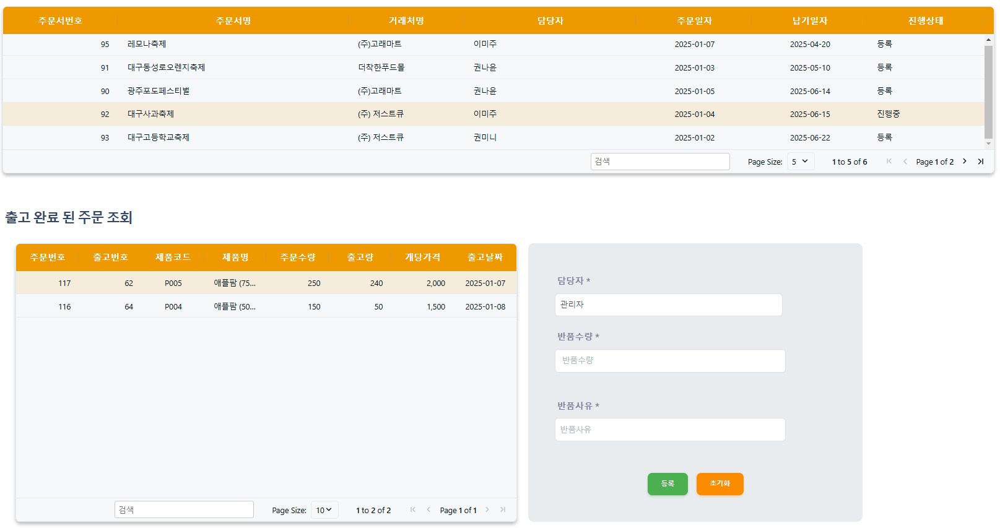 주문서번호 주문서명 거래처명 담당자 주문일자 납기일자 진행상태
95 레모나축제 (주)고래마트 이미주 2025-01-07 2025-04-20 등록
91 대구동성로오렌지축제 더착한푸드몰 권나윤 2025-01-03 2025-05-10 등록
90 광주포도페스티벌 (주)고래마트 권나윤 2025-01-05 2025-06-14 등록
92 대구사과축제 (주) 저스트큐 이미주 2025-01-04 2025-06-15 진행중
93 대구고등학교축제 (주) 저스트큐 권미니 2025-01-02 2025-06-22 등록
검색 Page Size: 5 1 to 5 of 6 Page 1 of 2
출고 완료 된 주문 조회
주문번호 출고번호 제품코드 제품명 주문수량 출고량 개당가격 출고날짜
117 62 P005 애플팜 (75... 250 240 2,000 2025-01-07
116 64 P004 애플팜 (50... 150 50 1,500 2025-01-08
검색 Page Size: 10 1 to 2 of 2 Page 1 of 1
담당자 *
관리자
반품수량 *
반품수량
반품사유 *
반품사유
등록 초기화